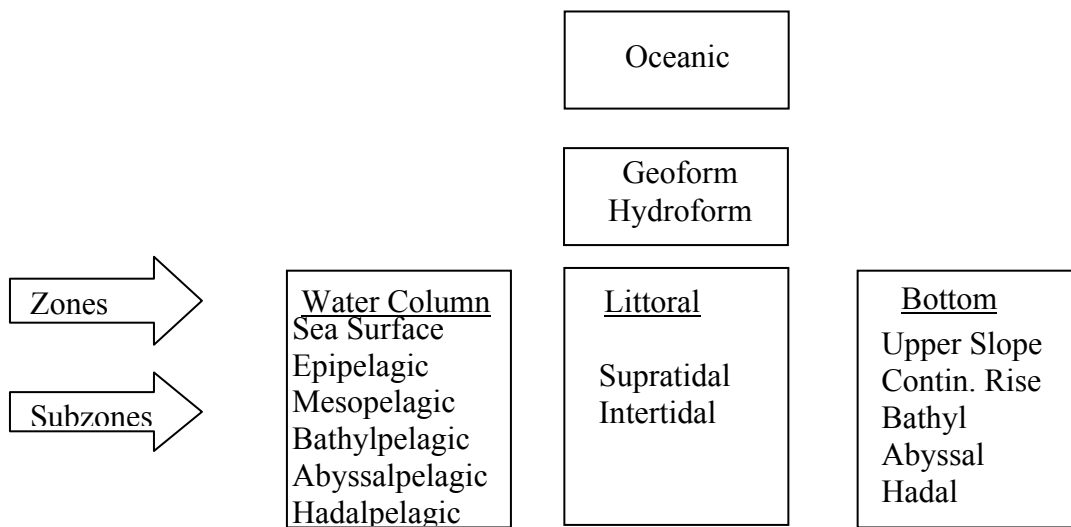 Oceanic
Geoform
Hydroform
Zones
Subzones
Water Column
Sea Surface
Epipelagic
Mesopelagic
Bathylpelagic
Abyssalpelagic
Hadalpelagic
Littoral
Supratidal
Intertidal
Bottom
Upper Slope
Contin. Rise
Bathyl
Abyssal
Hadal